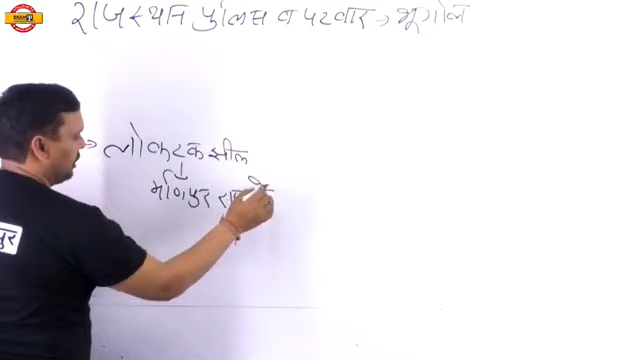 राजस्थान पुलिस व पटवार → भूगोल
→ लोकटक झील
↓
मणिपुर
पुर